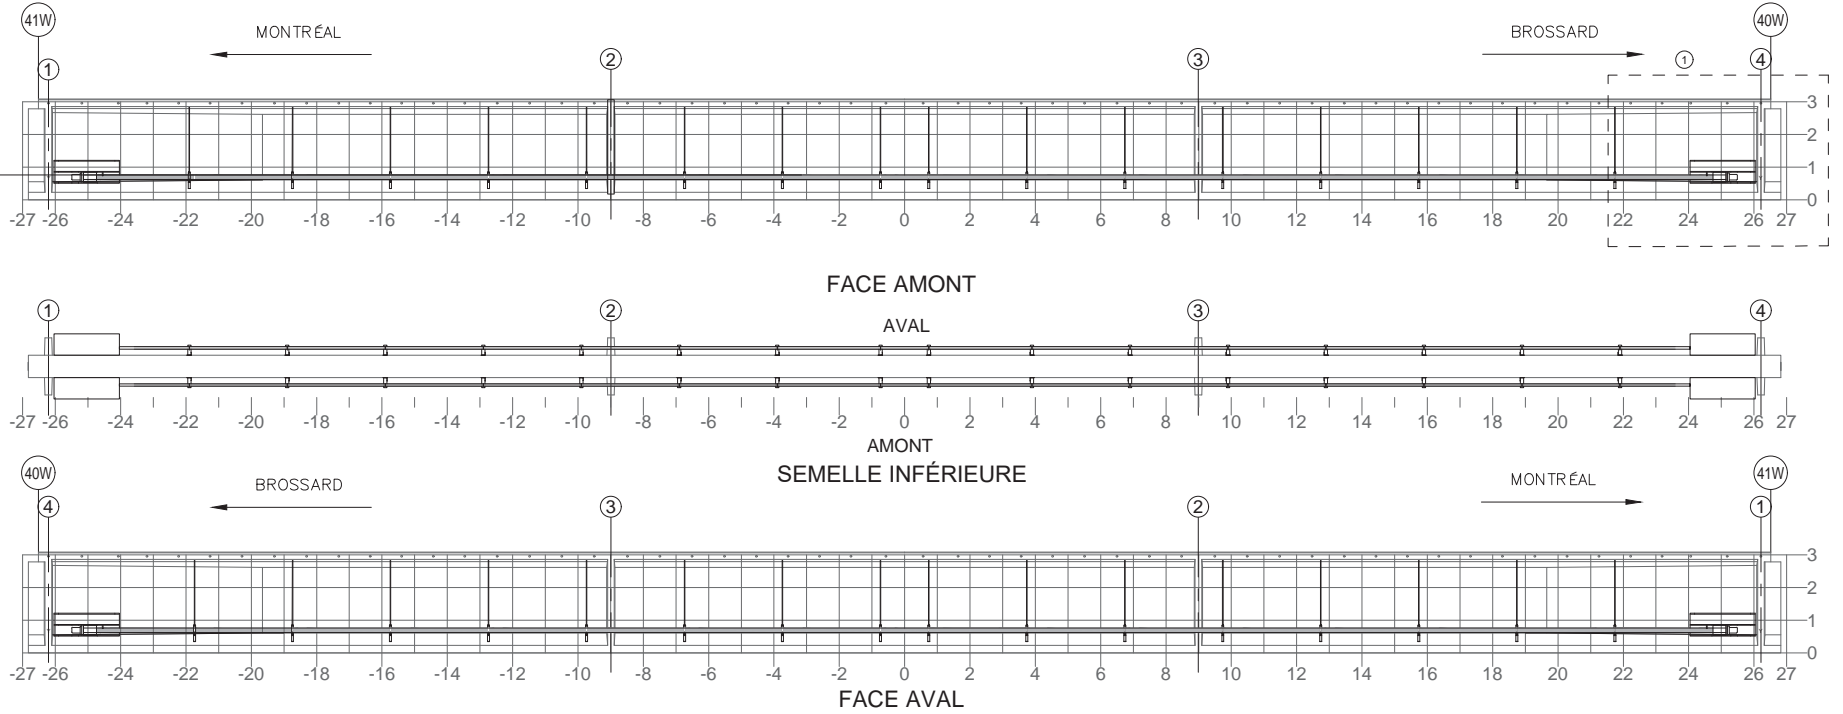 41W 40W
MONTRÉAL BROSSARD
1 2 3 1 4
3
2
1
0
-27 -26 -24 -22 -20 -18 -16 -14 -12 -10 -8 -6 -4 -2 0 2 4 6 8 10 12 14 16 18 20 22 24 26 27
FACE AMONT
1 2 3 4
AVAL
-27 -26 -24 -22 -20 -18 -16 -14 -12 -10 -8 -6 -4 -2 0 2 4 6 8 10 12 14 16 18 20 22 24 26 27
AMONT
SEMELLE INFÉRIEURE
40W 41W
BROSSARD MONTRÉAL
4 3 2 1
3
2
1
0
-27 -26 -24 -22 -20 -18 -16 -14 -12 -10 -8 -6 -4 -2 0 2 4 6 8 10 12 14 16 18 20 22 24 26 27
FACE AVAL